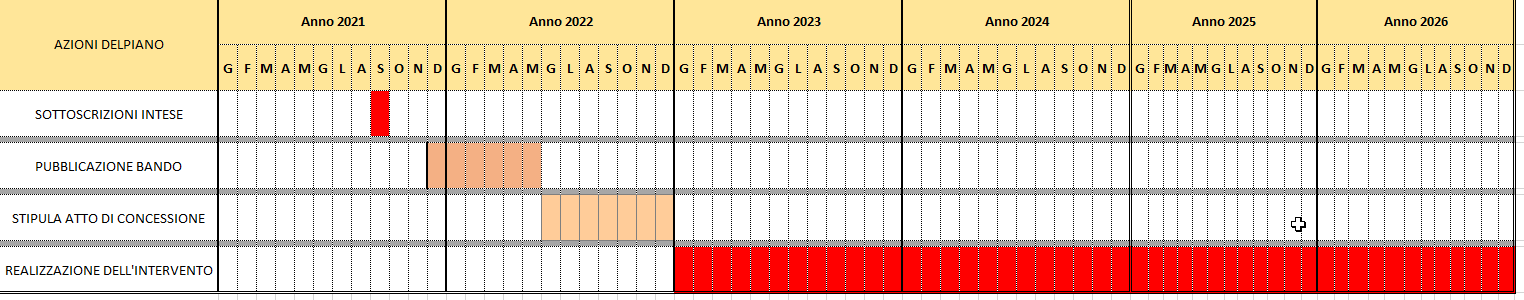 AZIONI DELPIANO
Anno 2021 Anno 2022 Anno 2023 Anno 2024 Anno 2025 Anno 2026
G F M A M G L A S O N D G F M A M G L A S O N D G F M A M G L A S O N D G F M A M G L A S O N D G F M A M G L A S O N D G F M A M G L A S O N D
SOTTOSCRIZIONI INTESE
PUBBLICAZIONE BANDO
STIPULA ATTO DI CONCESSIONE
REALIZZAZIONE DELL'INTERVENTO